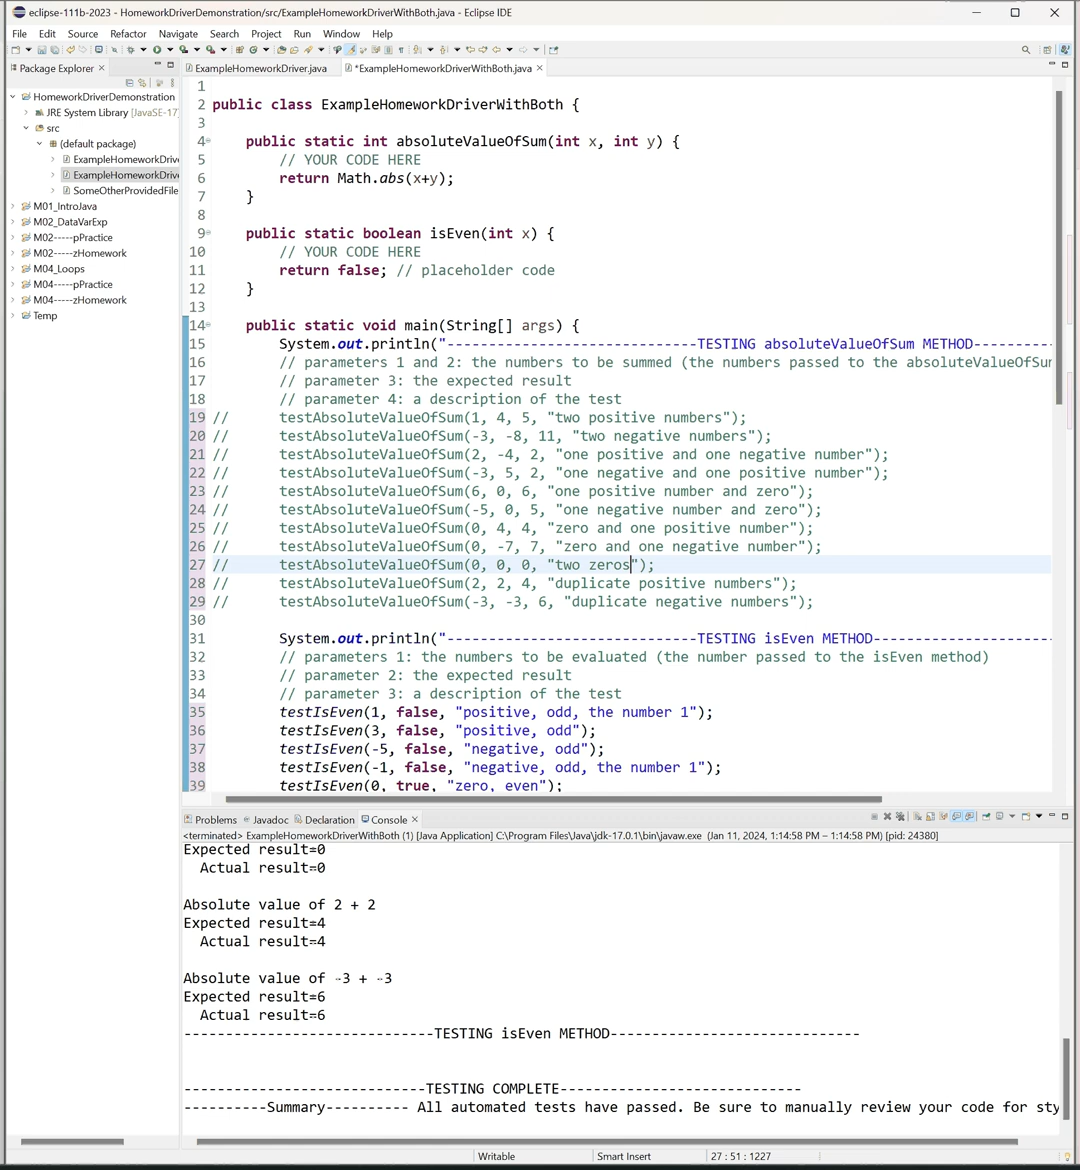 eclipse-111b-2023 - HomeworkDriverDemonstration/src/ExampleHomeworkDriverWithBoth.java - Eclipse IDE
File Edit Source Refactor Navigate Search Project Run Window Help
Package Explorer
ExampleHomeworkDriver.java
*ExampleHomeworkDriverWithBoth.java
HomeworkDriverDemonstration
JRE System Library [JavaSE-17
src
(default package)
ExampleHomeworkDrive
ExampleHomeworkDrive
SomeOtherProvidedFile
M01_IntroJava
M02_DataVarExp
M02-----pPractice
M02-----zHomework
M04_Loops
M04-----pPractice
M04-----zHomework
Temp
1
2 public class ExampleHomeworkDriverWithBoth {
3
4 public static int absoluteValueOfSum(int x, int y) {
5 // YOUR CODE HERE
6 return Math.abs(x+y);
7 }
8
9 public static boolean isEven(int x) {
10 // YOUR CODE HERE
11 return false; // placeholder code
12 }
13
14 public static void main(String[] args) {
15 System.out.println("------------------------------TESTING absoluteValueOfSum METHOD---------
16 // parameters 1 and 2: the numbers to be summed (the numbers passed to the absoluteValueOfSum
17 // parameter 3: the expected result
18 // parameter 4: a description of the test
19 // testAbsoluteValueOfSum(1, 4, 5, "two positive numbers");
20 // testAbsoluteValueOfSum(-3, -8, 11, "two negative numbers");
21 // testAbsoluteValueOfSum(2, -4, 2, "one positive and one negative number");
22 // testAbsoluteValueOfSum(-3, 5, 2, "one negative and one positive number");
23 // testAbsoluteValueOfSum(6, 0, 6, "one positive number and zero");
24 // testAbsoluteValueOfSum(-5, 0, 5, "one negative number and zero");
25 // testAbsoluteValueOfSum(0, 4, 4, "zero and one positive number");
26 // testAbsoluteValueOfSum(0, -7, 7, "zero and one negative number");
27 // testAbsoluteValueOfSum(0, 0, 0, "two zeros");
28 // testAbsoluteValueOfSum(2, 2, 4, "duplicate positive numbers");
29 // testAbsoluteValueOfSum(-3, -3, 6, "duplicate negative numbers");
30
31 System.out.println("------------------------------TESTING isEven METHOD---------------------
32 // parameters 1: the numbers to be evaluated (the number passed to the isEven method)
33 // parameter 2: the expected result
34 // parameter 3: a description of the test
35 testIsEven(1, false, "positive, odd, the number 1");
36 testIsEven(3, false, "positive, odd");
37 testIsEven(-5, false, "negative, odd");
38 testIsEven(-1, false, "negative, odd, the number 1");
39 testIsEven(0, true, "zero, even");
Problems Javadoc Declaration Console
<terminated> ExampleHomeworkDriverWithBoth (1) [Java Application] C:\Program Files\Java\jdk-17.0.1\bin\javaw.exe (Jan 11, 2024, 1:14:58 PM – 1:14:58 PM) [pid: 24380]
Expected result=0
Actual result=0
Absolute value of 2 + 2
Expected result=4
Actual result=4
Absolute value of -3 + -3
Expected result=6
Actual result=6
------------------------------TESTING isEven METHOD------------------------------
-----------------------------TESTING COMPLETE-----------------------------
----------Summary---------- All automated tests have passed. Be sure to manually review your code for sty
Writable
Smart Insert
27 : 51 : 1227